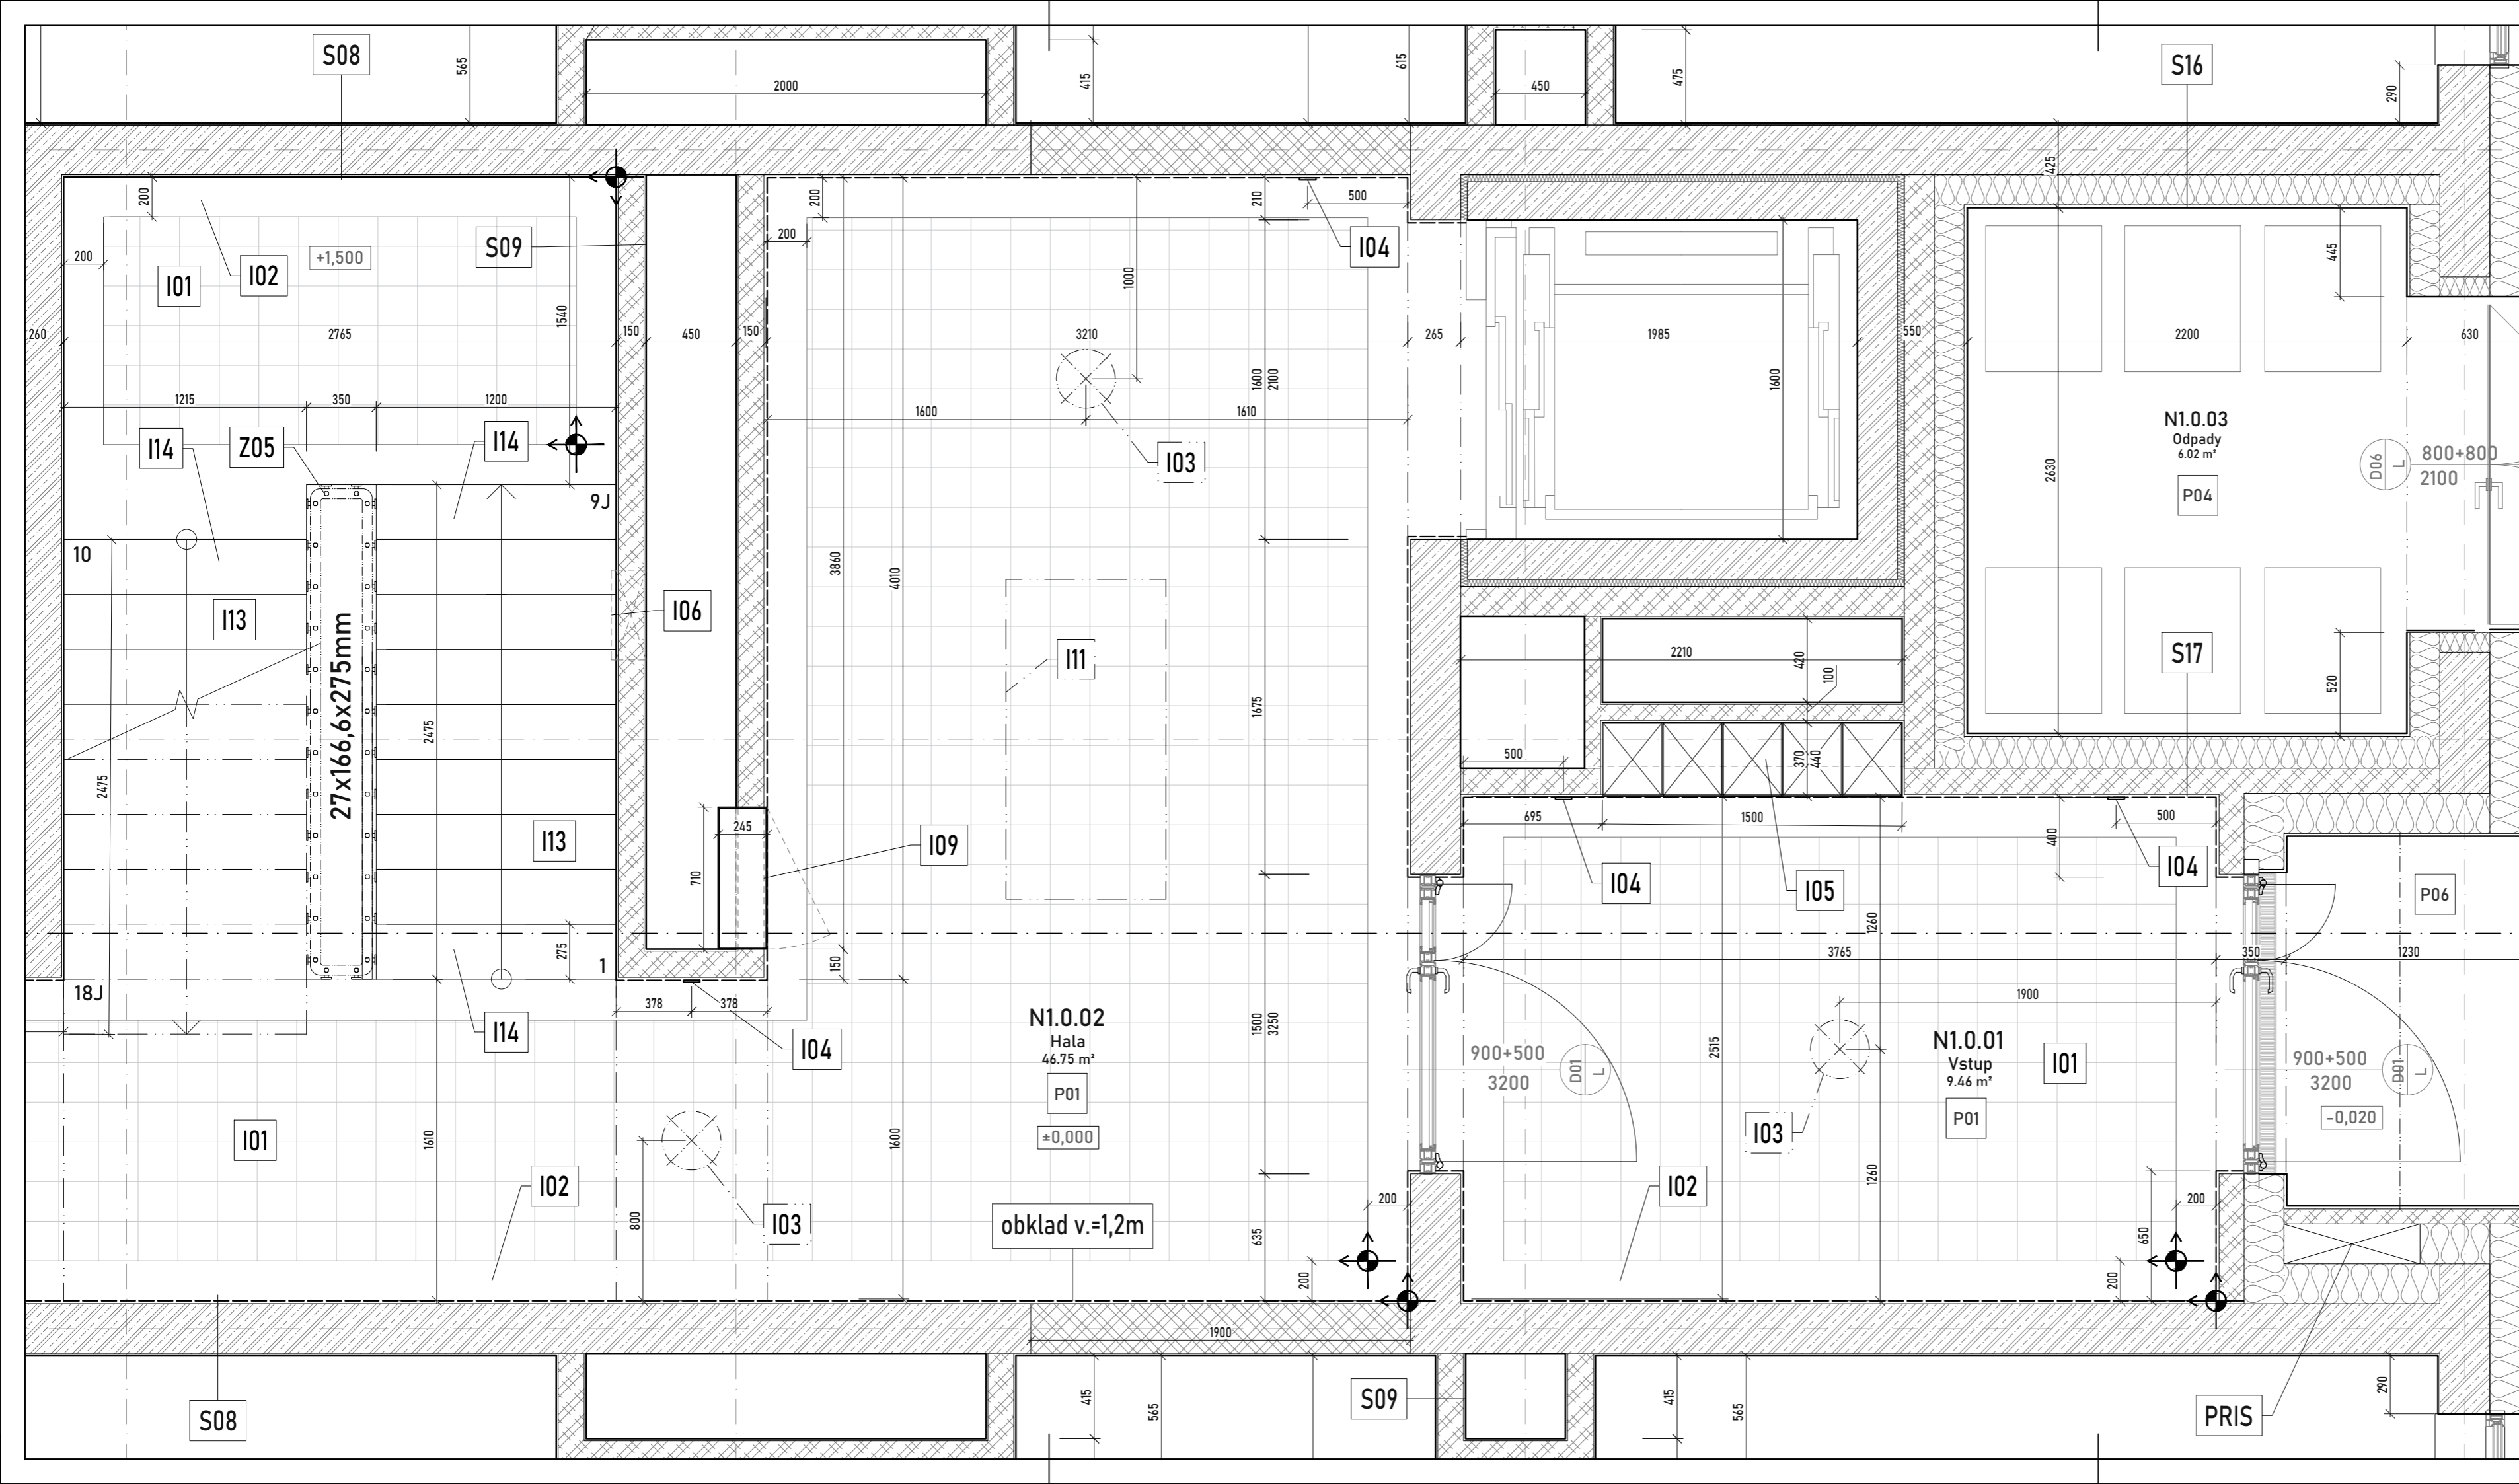 S08
565
2000
415
615
450
475
S16
290
200
S09
200
500
210
425
I04
445
200
I01
I02
+1,500
1000
1540
260
2765
150
450
150
3210
265
1985
550
2200
630
1600
2100
1600
1215
350
1200
1600
1610
N1.0.03
Odpady
6.02 m²
P04
D06
L
800+800
2100
2630
I14
Z05
I14
I03
9J
10
3860
4010
I13
I06
27x166,6x275mm
I11
2210
420
100
S17
520
2475
2475
1675
500
370
440
I13
245
I09
710
695
1500
500
400
I04
I05
I04
P06
275
1
150
1260
3765
350
1230
18J
I14
378
378
I04
N1.0.02
Hala
46.75 m²
P01
±0,000
1500
3250
900+500
3200
D01
L
2515
1900
N1.0.01
Vstup
9.46 m²
P01
I01
900+500
3200
D01
L
-0,020
I01
1610
I02
800
I03
1600
obklad v.=1,2m
635
200
200
I03
I02
1260
650
200
200
1900
S08
415
565
S09
415
565
PRIS
290